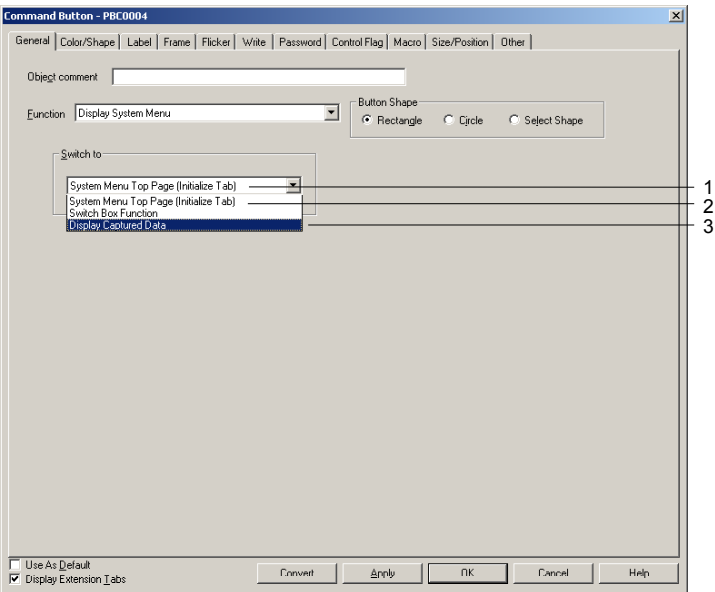 Command Button - PBC0004
General Color/Shape Label Frame Flicker Write Password Control Flag Macro Size/Position Other
Object comment
Function Display System Menu
Button Shape
Rectangle Circle Select Shape
Switch to
System Menu Top Page (Initialize Tab) 1
System Menu Top Page (Initialize Tab) 2
Switch Box Function
Display Captured Data 3
Use As Default
Display Extension Tabs
Convert Apply OK Cancel Help